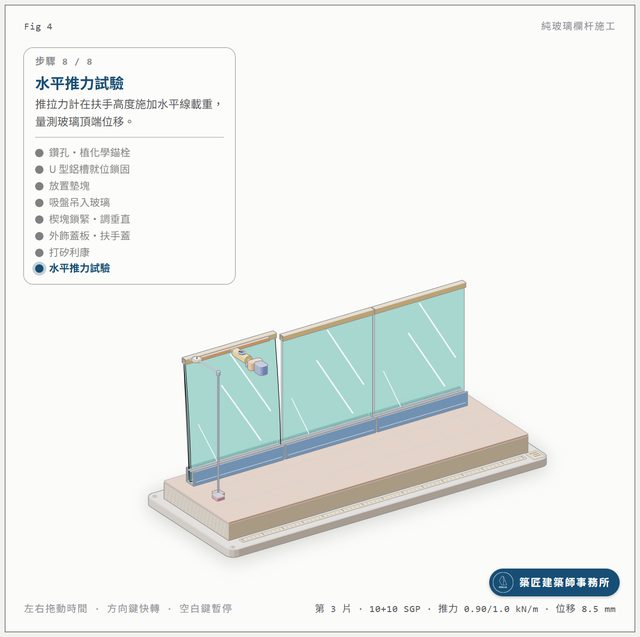 Fig 4
純玻璃欄杆施工
步驟 8 / 8
水平推力試驗
推拉力計在扶手高度施加水平線載重，
量測玻璃頂端位移。
鑽孔・植化學錨栓
U 型鋁槽就位鎖固
放置墊塊
吸盤吊入玻璃
楔塊鎖緊・調垂直
外飾蓋板・扶手蓋
打矽利康
水平推力試驗
築匠建築師事務所
左右拖動時間 · 方向鍵快轉 · 空白鍵暫停
第 3 片 · 10+10 SGP · 推力 0.90/1.0 kN/m · 位移 8.5 mm